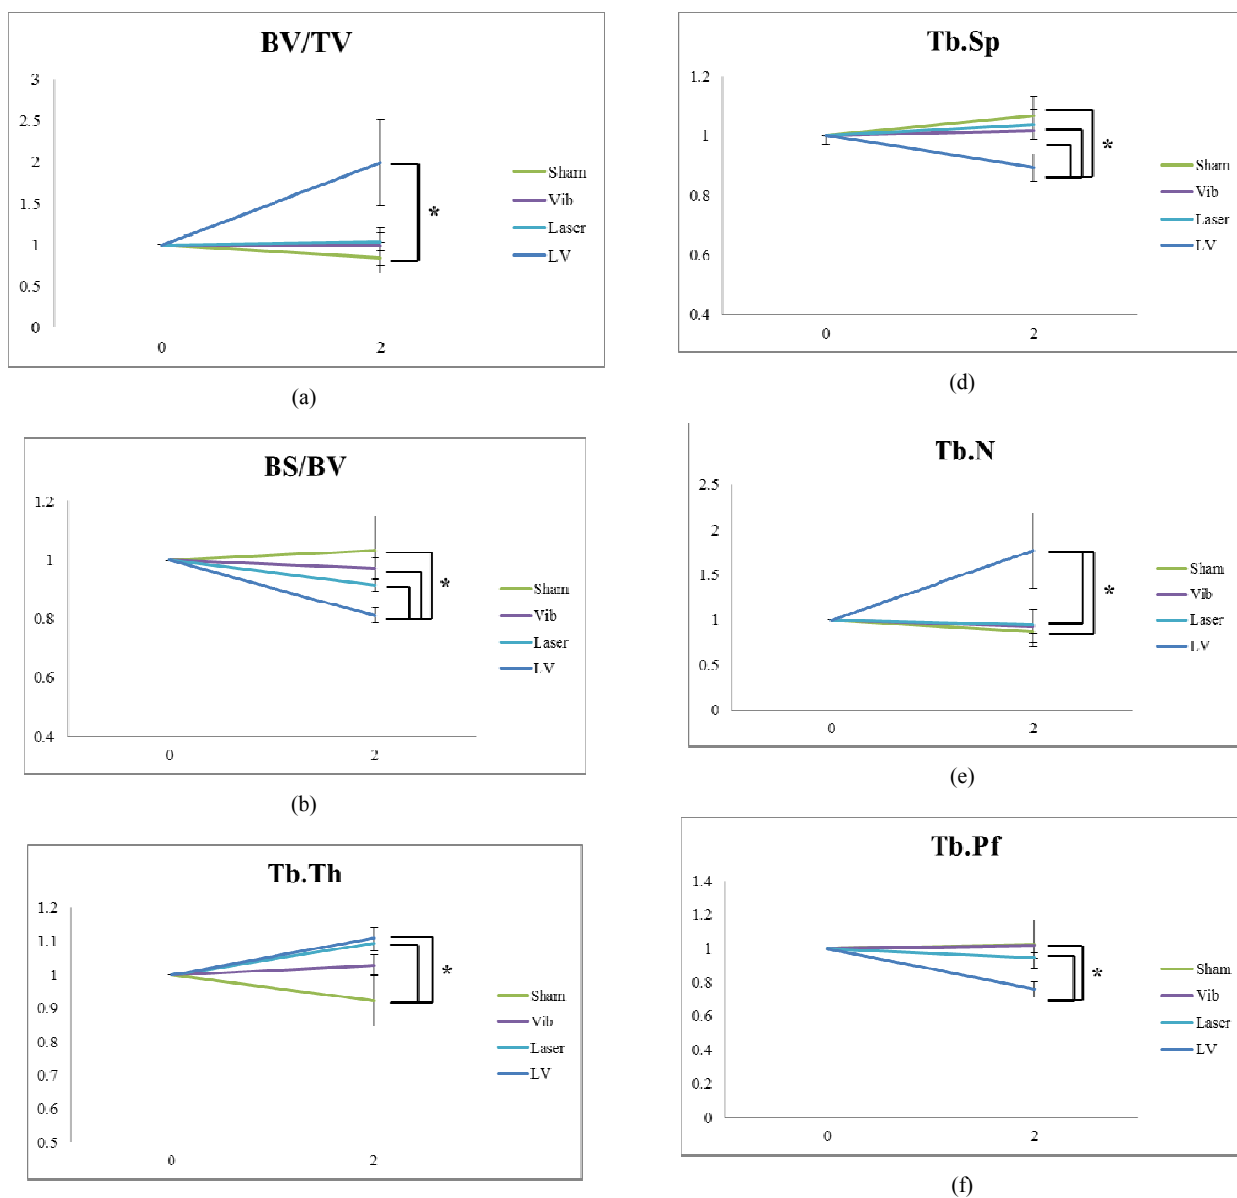 BV/TV
3
2.5
2
1.5
1
0.5
0
0
2
*
Sham
Vib
Laser
LV
(a)
BS/BV
1.2
1
0.8
0.6
0.4
0
2
*
Sham
Vib
Laser
LV
(b)
Tb.Th
1.2
1.1
1
0.9
0.8
0.7
0.6
0.5
0
2
*
Sham
Vib
Laser
LV
Tb.Sp
1.2
1
0.8
0.6
0.4
0
2
*
Sham
Vib
Laser
LV
(d)
Tb.N
2.5
2
1.5
1
0.5
0
0
2
*
Sham
Vib
Laser
LV
(e)
Tb.Pf
1.4
1.2
1
0.8
0.6
0.4
0.2
0
0
2
*
Sham
Vib
Laser
LV
(f)